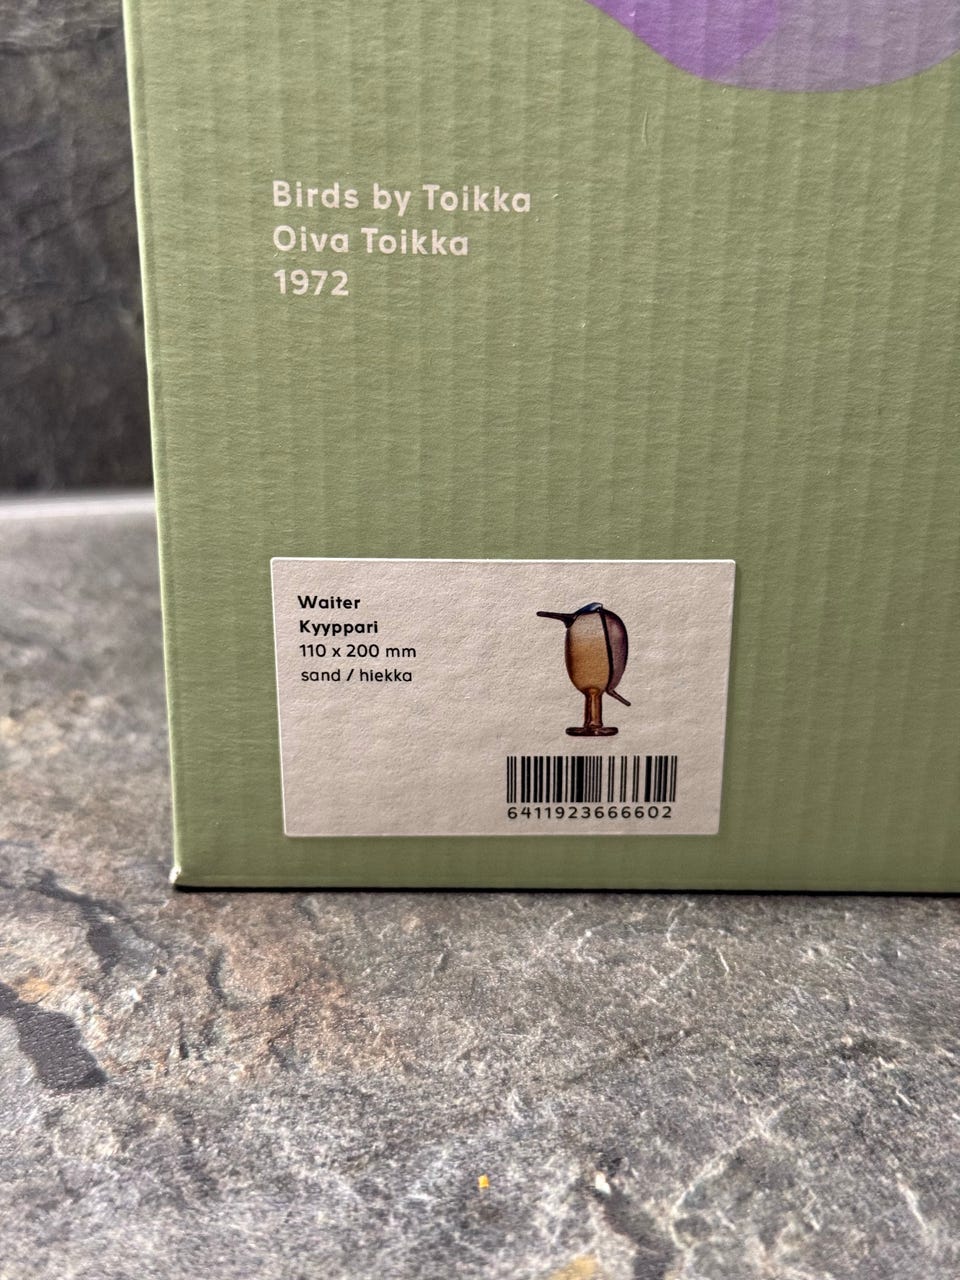 Birds by Toikka
Oiva Toikka
1972
Waiter
Kyyppari
110 x 200 mm
sand / hiekka
6411923666602